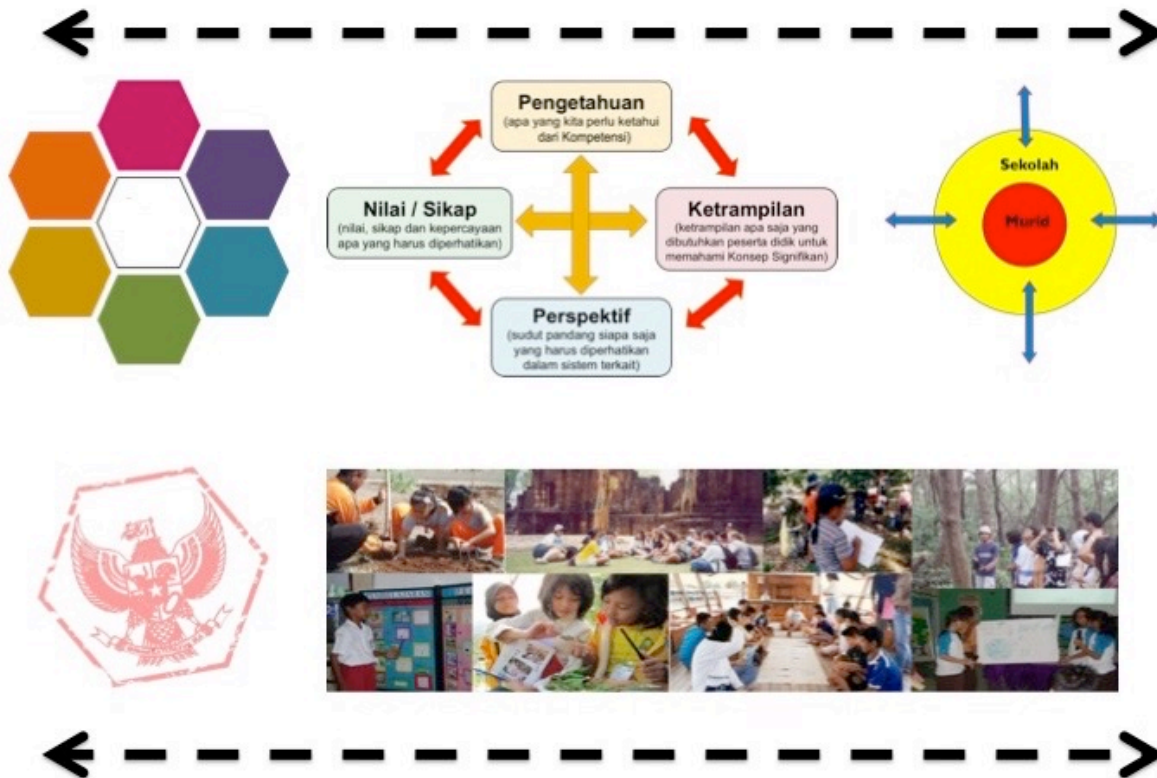 Pengetahuan
(apa yang kita perlu ketahui
dari Kompetensi)
Nilai / Sikap
(nilai, sikap dan kepercayaan
apa yang harus diperhatikan)
Ketrampilan
(ketrampilan apa saja yang
dibutuhkan peserta didik untuk
memahami Konsep Signifikan)
Perspektif
(sudut pandang siapa saja
yang harus diperhatikan
dalam sistem terkait)
Sekolah
Murid